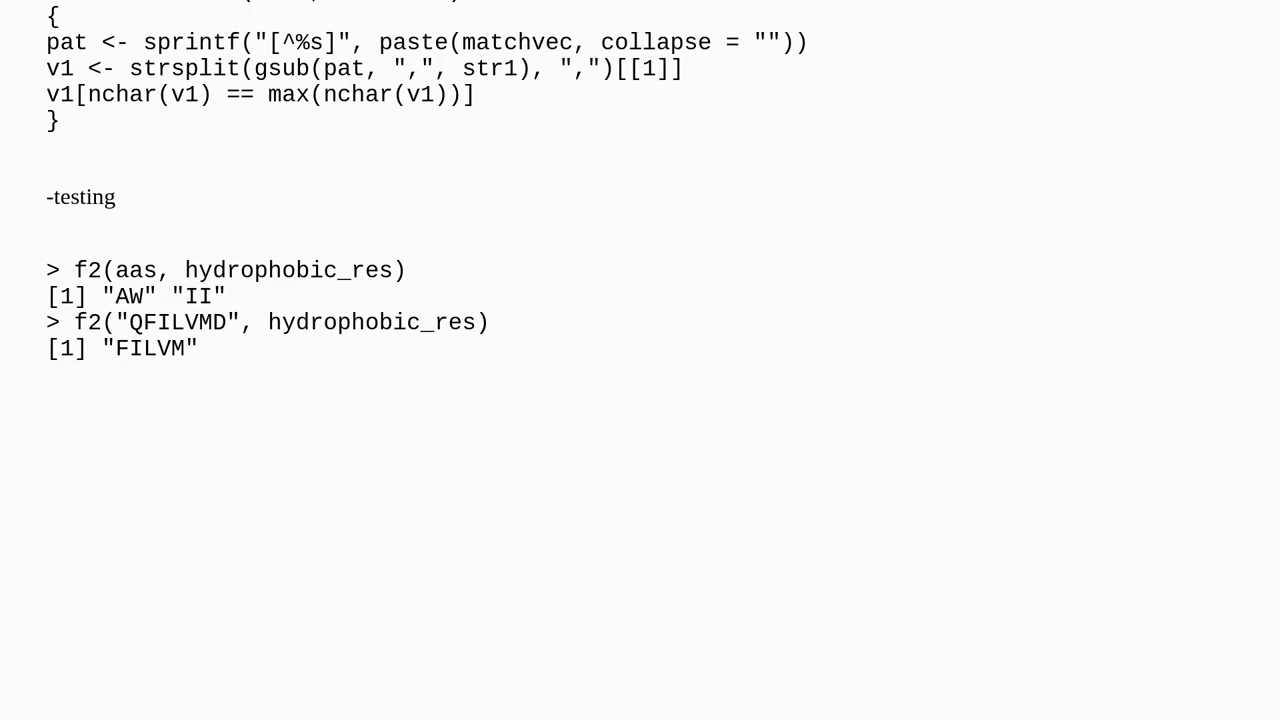 {
pat <- sprintf("[^%s]", paste(matchvec, collapse = ""))
v1 <- strsplit(gsub(pat, ",", str1), ",")[[1]]
v1[nchar(v1) == max(nchar(v1))]
}
-testing
> f2(aas, hydrophobic_res)
[1] "AW" "II"
> f2("QFILVMD", hydrophobic_res)
[1] "FILVM"